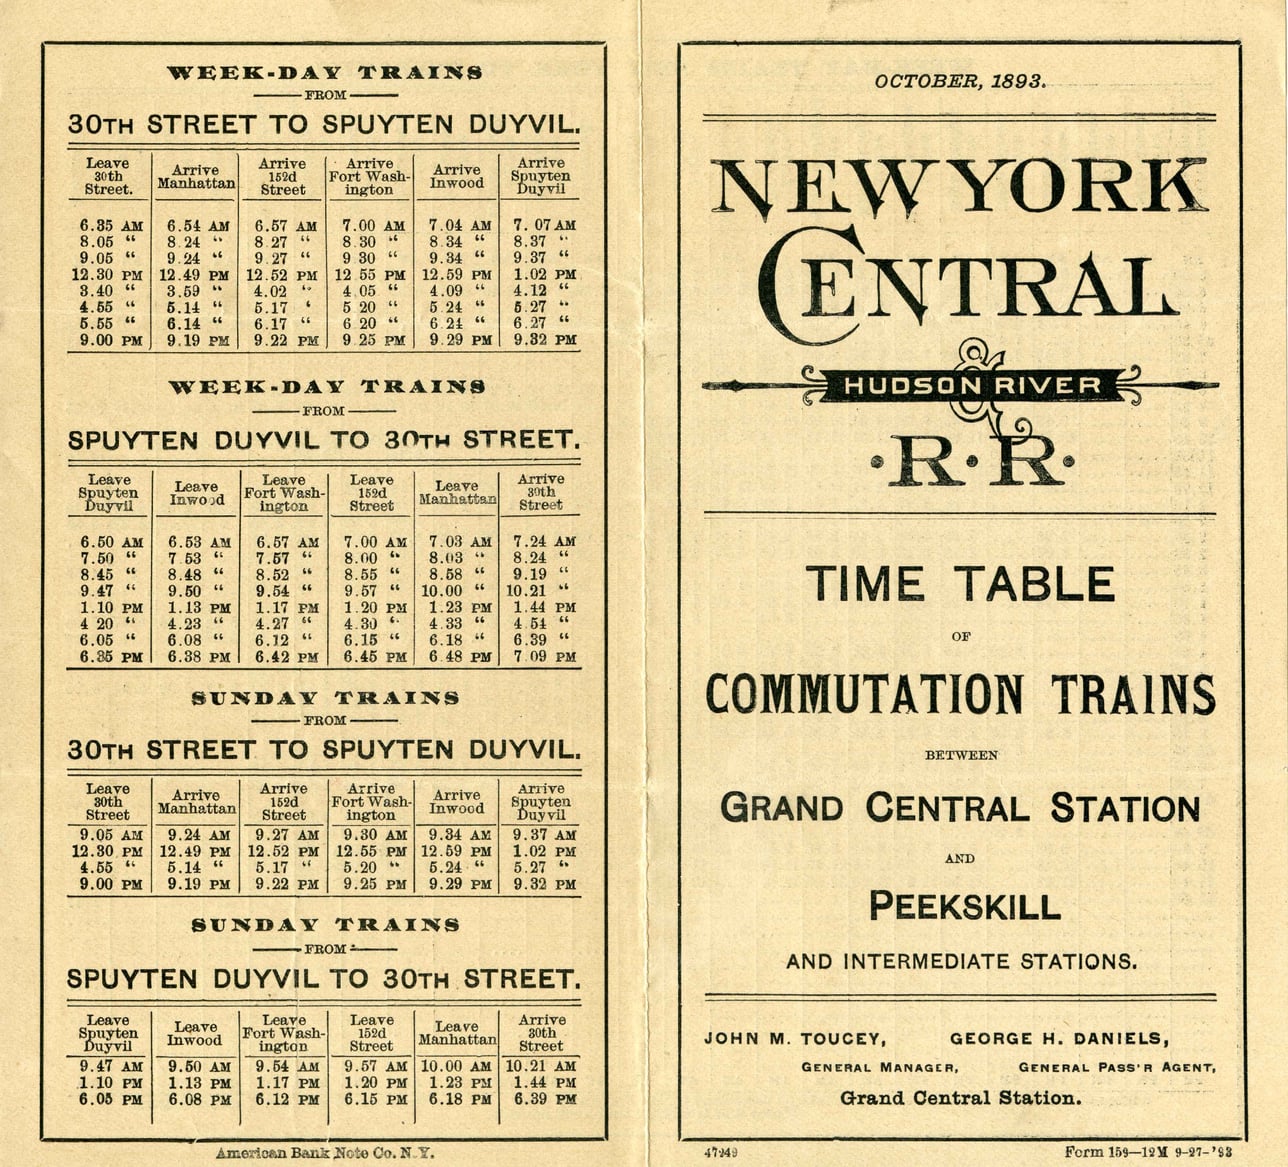 WEEK-DAY TRAINS
FROM
30TH STREET TO SPUYTEN DUYVIL.
Leave 30th Street. Arrive Manhattan Arrive 152d Street Arrive Fort Wash-ington Arrive Inwood Arrive Spuyten Duyvil
6.35 AM 6.54 AM 6.57 AM 7.00 AM 7.04 AM 7.07 AM
8.05 “ 8 24 “ 8 27 “ 8 30 “ 8 34 “ 8.37 “
9.05 “ 9.24 “ 9 27 “ 9 30 “ 9.34 “ 9.37 “
12.30 PM 12.49 PM 12.52 PM 12 55 PM 12.59 PM 1.02 PM
3.40 “ 3.59 “ 4.02 “ 4 05 “ 4.09 “ 4.12 “
4.55 “ 5.14 “ 5.17 “ 5 20 “ 5 24 “ 5 27 “
5.55 “ 6.14 “ 6.17 “ 6 20 “ 6 24 “ 6.27 “
9.00 PM 9.19 PM 9.22 PM 9 25 PM 9 29 PM 9.32 PM
WEEK-DAY TRAINS
FROM
SPUYTEN DUYVIL TO 30TH STREET.
Leave Spuyten Duyvil Leave Inwood Leave Fort Wash-ington Leave 152d Street Leave Manhattan Arrive 30th Street
6.50 AM 6.53 AM 6.57 AM 7.00 AM 7.03 AM 7.24 AM
7.50 “ 7 53 “ 7.57 “ 8.00 “ 8.03 “ 8.24 “
8.45 “ 8.48 “ 8.52 “ 8.55 “ 8.58 “ 9.19 “
9.47 “ 9.50 “ 9.54 “ 9.57 “ 10.00 “ 10.21 “
1.10 PM 1.13 PM 1.17 PM 1.20 PM 1.23 PM 1.44 PM
4 20 “ 4.23 “ 4.27 “ 4.30 “ 4.33 “ 4.54 “
6.05 “ 6.08 “ 6.12 “ 6.15 “ 6.18 “ 6.39 “
6.35 PM 6.38 PM 6.42 PM 6.45 PM 6 48 PM 7 09 PM
SUNDAY TRAINS
FROM
30TH STREET TO SPUYTEN DUYVIL.
Leave 30th Street Arrive Manhattan Arrive 152d Street Arrive Fort Wash-ington Arrive Inwood Arrive Spuyten Duyvil
9.05 AM 9.24 AM 9.27 AM 9.30 AM 9.34 AM 9.37 AM
12.30 PM 12.49 PM 12.52 PM 12.55 PM 12.59 PM 1.02 PM
4.55 “ 5.14 “ 5.17 “ 5.20 “ 5.24 “ 5.27 “
9.00 PM 9.19 PM 9.22 PM 9.25 PM 9.29 PM 9.32 PM
SUNDAY TRAINS
FROM
SPUYTEN DUYVIL TO 30TH STREET.
Leave Spuyten Duyvil Leave Inwood Leave Fort Wash-ington Leave 152d Street Leave Manhattan Arrive 30th Street
9.47 AM 9.50 AM 9.54 AM 9.57 AM 10.00 AM 10.21 AM
1.10 PM 1.13 PM 1.17 PM 1.20 PM 1.23 PM 1.44 PM
6.05 PM 6.08 PM 6.12 PM 6.15 PM 6.18 PM 6.39 PM
American Bank Note Co. N.Y.
OCTOBER, 1893.
NEW YORK
CENTRAL
& HUDSON RIVER
R. R.
TIME TABLE
OF
COMMUTATION TRAINS
BETWEEN
GRAND CENTRAL STATION
AND
PEEKSKILL
AND INTERMEDIATE STATIONS.
JOHN M. TOUCEY, GEORGE H. DANIELS,
GENERAL MANAGER, GENERAL PASS'R AGENT,
Grand Central Station.
Form 159—12M 9-27-'93